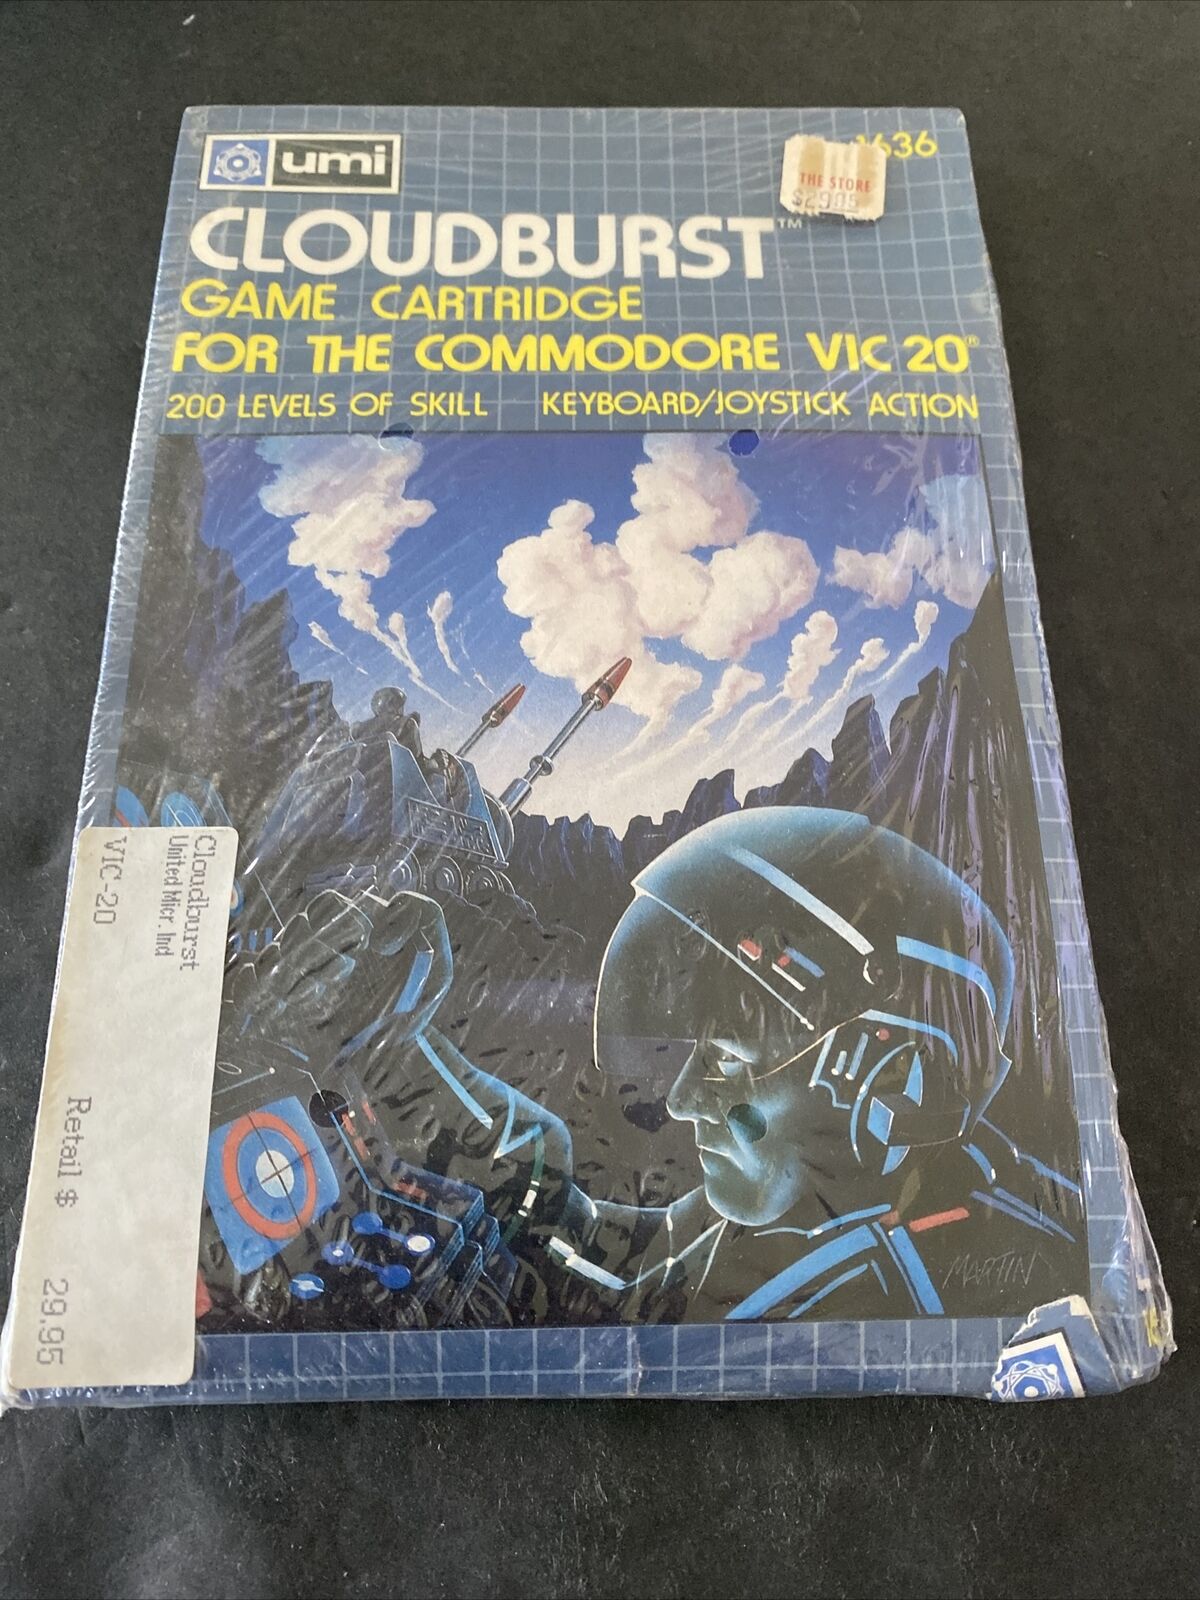 umi
1636
THE STORE
CLOUDBURST™
GAME CARTRIDGE
FOR THE COMMODORE VIC 20®
200 LEVELS OF SKILL KEYBOARD/JOYSTICK ACTION
Cloudburst
United Micr. Ind
VIC-20
Retail $ 29.95
MARTIN